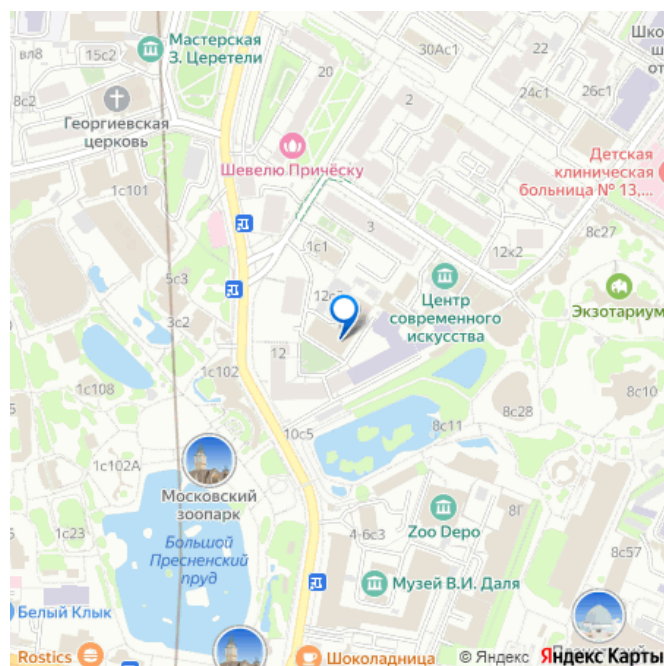 вл8
15с2
Мастерская
З. Церетели
30Ас1
22
20
24с1
26с1
8с2
2
Георгиевская
церковь
Детская
клиническая
больница № 13,...
Шевелю Причёску
1с101
3
8с27
1с1
12к2
5с3
Центр
современного
искусства
Экзотариум
3с2
12
1с102
1с108
8с10
8с28
10с5
8с11
1с102А
Московский
зоопарк
8Г
1с23
Большой
Пресненский
пруд
4-6с3
Zoo Depo
8с57
Музей В.И. Даля
Белый Клык
Rostics
Шоколадница
© Яндекс
Яндекс Карты